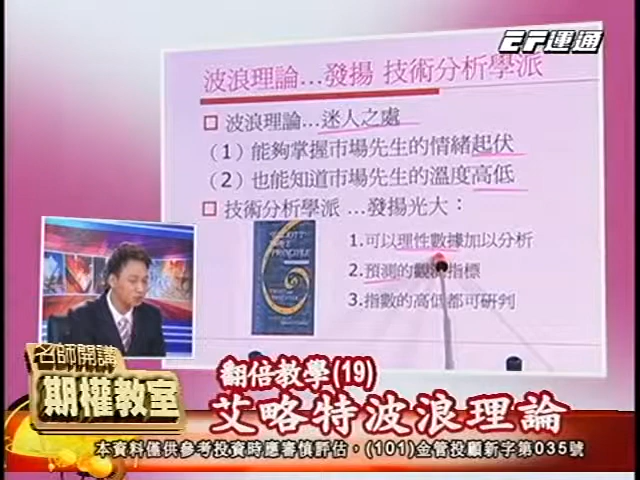 EF運通
波浪理論...發揚 技術分析學派
波浪理論...迷人之處
(1)能夠掌握市場先生的情緒起伏
(2)也能知道市場先生的溫度高低
技術分析學派...發揚光大:
1.可以理性數據加以分析
2.預測的觀測指標
3.指數的高低都可研判
名師開講
期權教室
翻倍教學(19)
艾略特波浪理論
本資料僅供參考投資時應審慎評估，(101)金管投顧新字第035號